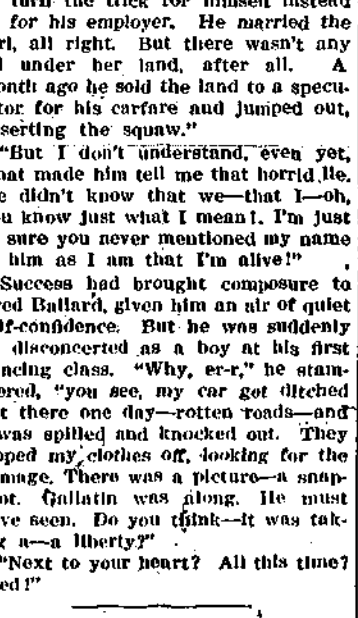 turn the trick for himself instead
for his employer. He married the
rl, all right. But there wasn't any
l under her land, after all. A
onth ago he sold the land to a specu-
tor for his carfare and jumped out,
serting the squaw."
"But I don't understand, even yet,
hat made him tell me that horrid lie.
e didn't know that we—that I—oh,
u know just what I mean!. I'm just
sure you never mentioned my name
him as I am that I'm alive!"
Success had brought composure to
ed Ballard, given him an air of quiet
lf-confidence. But he was suddenly
disconcerted as a boy at his first
ncing class. "Why, er-r," he stam-
ered, "you see, my car got ditched
t there one day—rotten roads—and
was spilled and knocked out. They
pped my clothes off, looking for the
mage. There was a picture—a snap-
ot. Gallatin was along. He must
ve seen. Do you think—it was tak-
g a—a liberty?"
"Next to your heart? All this time?
ed!"